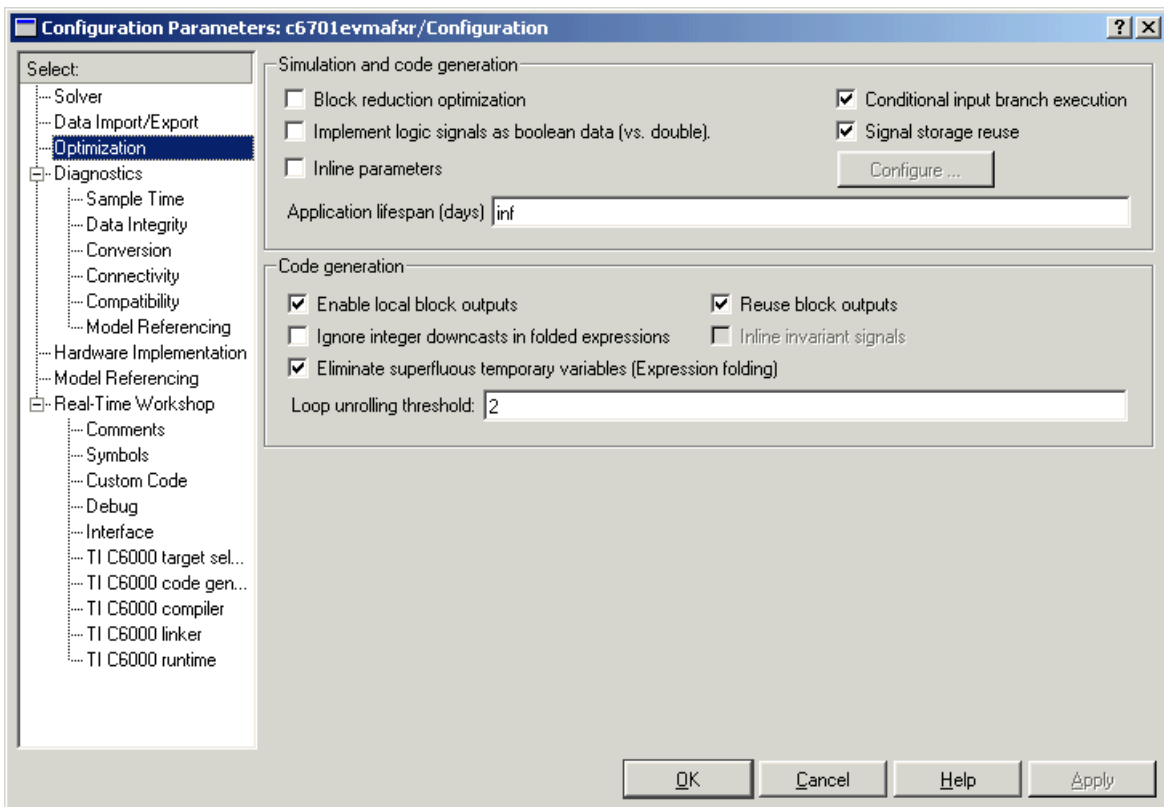 Configuration Parameters: c6701evmafxr/Configuration
Select:
Solver
Data Import/Export
Optimization
Diagnostics
Sample Time
Data Integrity
Conversion
Connectivity
Compatibility
Model Referencing
Hardware Implementation
Model Referencing
Real-Time Workshop
Comments
Symbols
Custom Code
Debug
Interface
TI C6000 target sel...
TI C6000 code gen...
TI C6000 compiler
TI C6000 linker
TI C6000 runtime
Simulation and code generation
Block reduction optimization
Conditional input branch execution
Implement logic signals as boolean data (vs. double).
Signal storage reuse
Inline parameters
Configure ...
Application lifespan (days) inf
Code generation
Enable local block outputs
Reuse block outputs
Ignore integer downcasts in folded expressions
Inline invariant signals
Eliminate superfluous temporary variables (Expression folding)
Loop unrolling threshold: 2
OK Cancel Help Apply